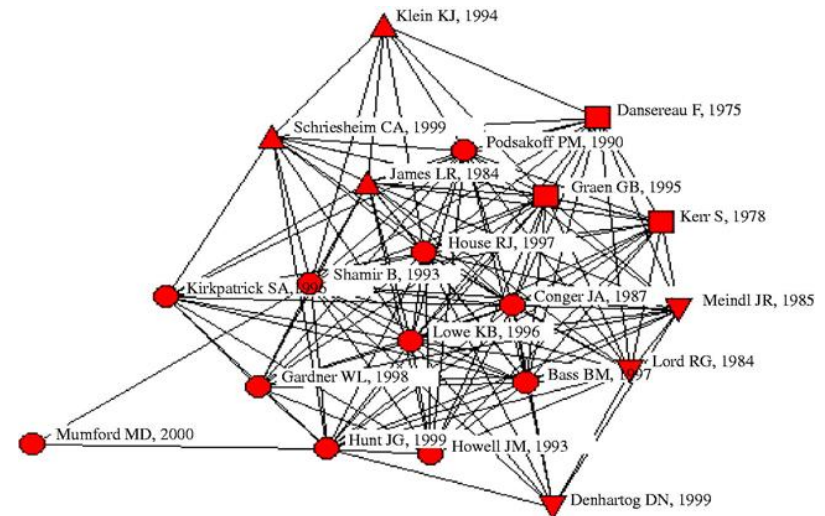 Klein KJ, 1994
Dansereau F, 1975
Schriesheim CA, 1999
Podsakoff PM, 1990
James LR, 1984
Graen GB, 1995
Kerr S, 1978
House RJ, 1997
Shamir B, 1993
Kirkpatrick SA, 1996
Conger JA, 1987
Meindl JR, 1985
Lowe KB, 1996
Lord RG, 1984
Gardner WL, 1998
Bass BM, 1997
Mumford MD, 2000
Hunt JG, 1999
Howell JM, 1993
Denhartog DN, 1999